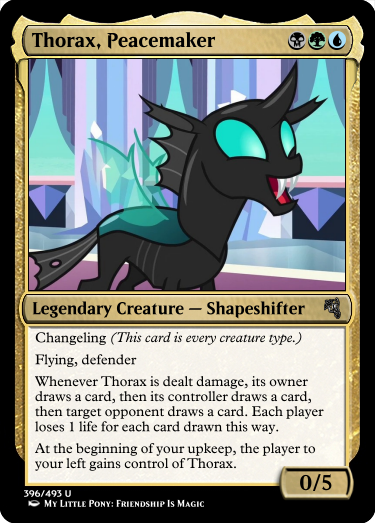 Thorax, Peacemaker
Legendary Creature — Shapeshifter
Changeling (This card is every creature type.)
Flying, defender
Whenever Thorax is dealt damage, its owner
draws a card, then its controller draws a card,
then target opponent draws a card. Each player
loses 1 life for each card drawn this way.
At the beginning of your upkeep, the player to
your left gains control of Thorax.
0/5
396/493 U
My Little Pony: Friendship Is Magic